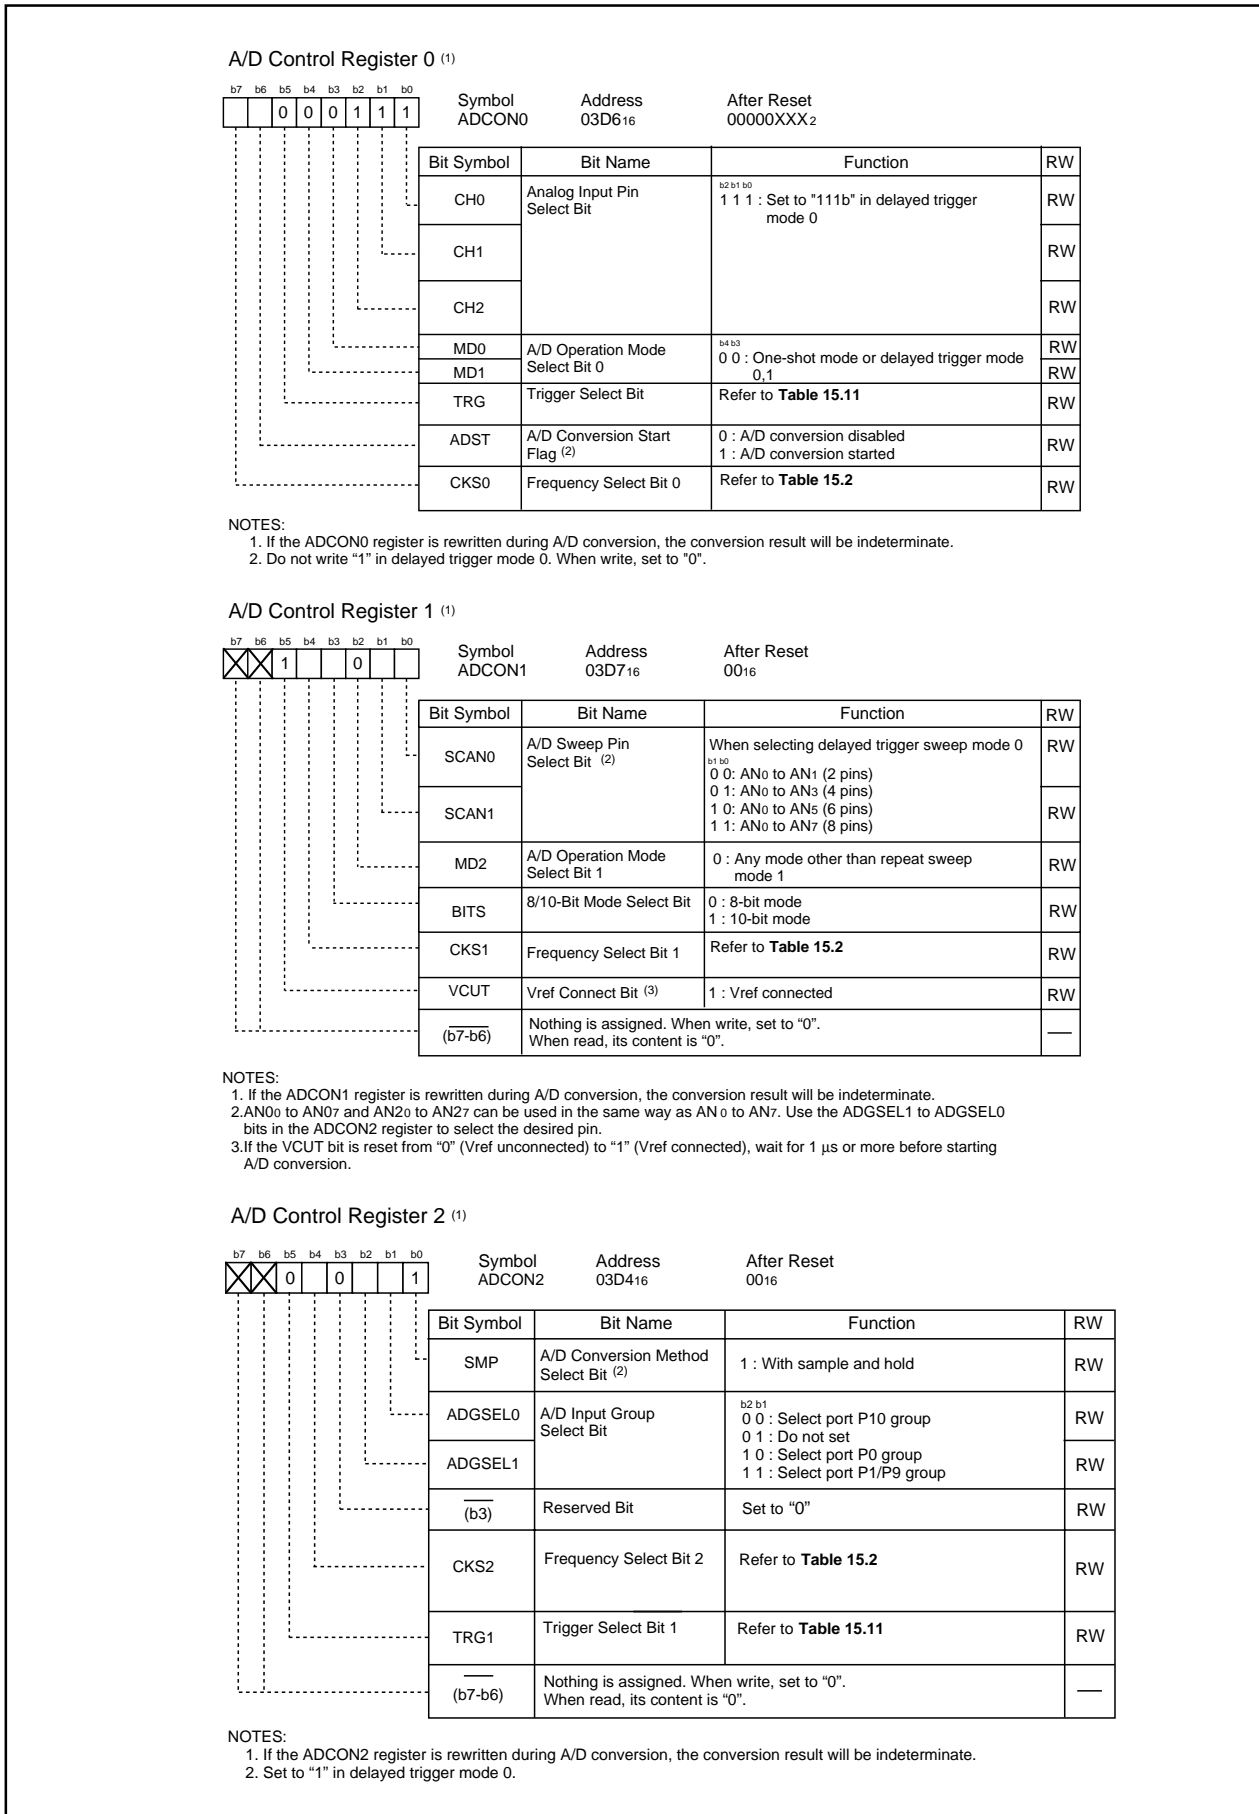 A/D Control Register 0 (1)
b7 b6 b5 b4 b3 b2 b1 b0
0 0 0 1 1 1
Symbol Address After Reset
ADCON0 03D616 00000XXX2
Bit Symbol Bit Name Function RW
CH0 Analog Input Pin Select Bit RW
b2 b1 b0
1 1 1 : Set to "111b" in delayed trigger
mode 0
CH1 RW
CH2 RW
MD0 A/D Operation Mode Select Bit 0 RW
b4 b3
0 0 : One-shot mode or delayed trigger mode
0,1
MD1 RW
TRG Trigger Select Bit Refer to Table 15.11 RW
ADST A/D Conversion Start Flag (2) RW
0 : A/D conversion disabled
1 : A/D conversion started
CKS0 Frequency Select Bit 0 Refer to Table 15.2 RW
NOTES:
1. If the ADCON0 register is rewritten during A/D conversion, the conversion result will be indeterminate.
2. Do not write “1” in delayed trigger mode 0. When write, set to "0".
A/D Control Register 1 (1)
b7 b6 b5 b4 b3 b2 b1 b0
1 0
Symbol Address After Reset
ADCON1 03D716 0016
Bit Symbol Bit Name Function RW
SCAN0 A/D Sweep Pin Select Bit (2) RW
When selecting delayed trigger sweep mode 0
b1 b0
0 0: AN0 to AN1 (2 pins)
0 1: AN0 to AN3 (4 pins)
1 0: AN0 to AN5 (6 pins)
1 1: AN0 to AN7 (8 pins)
SCAN1 RW
MD2 A/D Operation Mode Select Bit 1 RW
0 : Any mode other than repeat sweep
mode 1
BITS 8/10-Bit Mode Select Bit RW
0 : 8-bit mode
1 : 10-bit mode
CKS1 Frequency Select Bit 1 Refer to Table 15.2 RW
VCUT Vref Connect Bit (3) 1 : Vref connected RW
(b7-b6) Nothing is assigned. When write, set to “0”.
When read, its content is “0”.
NOTES:
1. If the ADCON1 register is rewritten during A/D conversion, the conversion result will be indeterminate.
2.AN00 to AN07 and AN20 to AN27 can be used in the same way as AN0 to AN7. Use the ADGSEL1 to ADGSEL0
bits in the ADCON2 register to select the desired pin.
3.If the VCUT bit is reset from “0” (Vref unconnected) to “1” (Vref connected), wait for 1 µs or more before starting
A/D conversion.
A/D Control Register 2 (1)
b7 b6 b5 b4 b3 b2 b1 b0
0 0 1
Symbol Address After Reset
ADCON2 03D416 0016
Bit Symbol Bit Name Function RW
SMP A/D Conversion Method Select Bit (2) 1 : With sample and hold RW
ADGSEL0 A/D Input Group Select Bit RW
b2 b1
0 0 : Select port P10 group
0 1 : Do not set
1 0 : Select port P0 group
1 1 : Select port P1/P9 group
ADGSEL1 RW
(b3) Reserved Bit Set to “0” RW
CKS2 Frequency Select Bit 2 Refer to Table 15.2 RW
TRG1 Trigger Select Bit 1 Refer to Table 15.11 RW
(b7-b6) Nothing is assigned. When write, set to “0”.
When read, its content is “0”.
NOTES:
1. If the ADCON2 register is rewritten during A/D conversion, the conversion result will be indeterminate.
2. Set to “1” in delayed trigger mode 0.